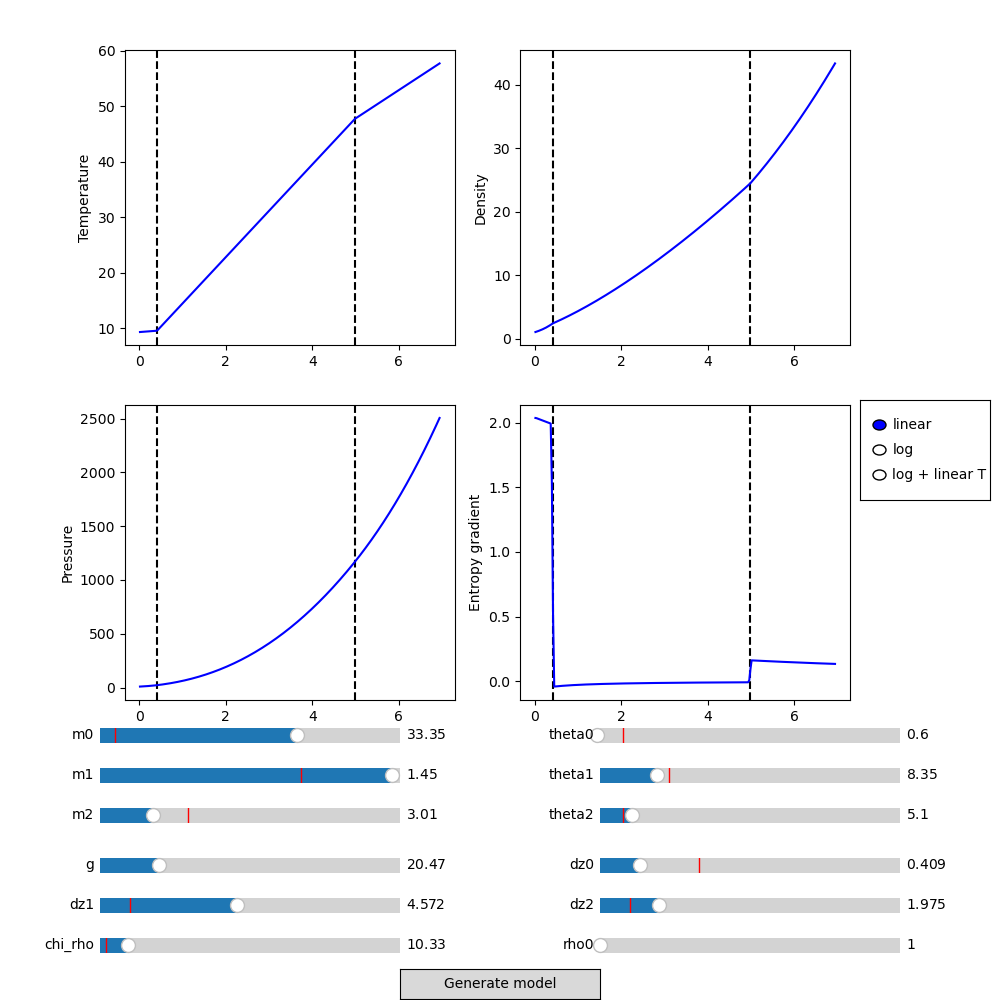 60
50
40
30
20
10
Temperature
0 2 4 6
40
30
20
10
0
Density
0 2 4 6
2500
2000
1500
1000
500
0
Pressure
0 2 4 6
2.0
1.5
1.0
0.5
0.0
Entropy gradient
0 2 4 6
linear
log
log + linear T
m0 33.35 theta0 0.6
m1 1.45 theta1 8.35
m2 3.01 theta2 5.1
g 20.47 dz0 0.409
dz1 4.572 dz2 1.975
chi_rho 10.33 rho0 1
Generate model